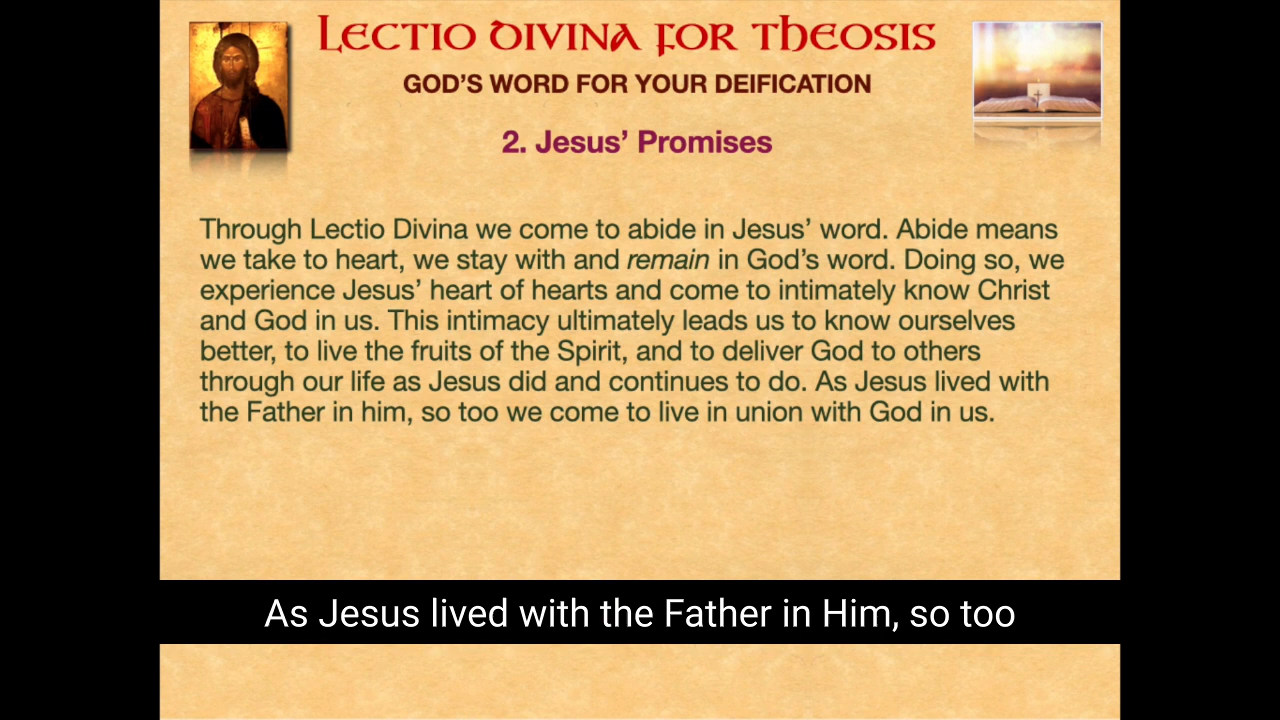 Lectio Divina for Theosis
GOD'S WORD FOR YOUR DEIFICATION
2. Jesus' Promises
Through Lectio Divina we come to abide in Jesus' word. Abide means
we take to heart, we stay with and remain in God's word. Doing so, we
experience Jesus' heart of hearts and come to intimately know Christ
and God in us. This intimacy ultimately leads us to know ourselves
better, to live the fruits of the Spirit, and to deliver God to others
through our life as Jesus did and continues to do. As Jesus lived with
the Father in him, so too we come to live in union with God in us.
As Jesus lived with the Father in Him, so too